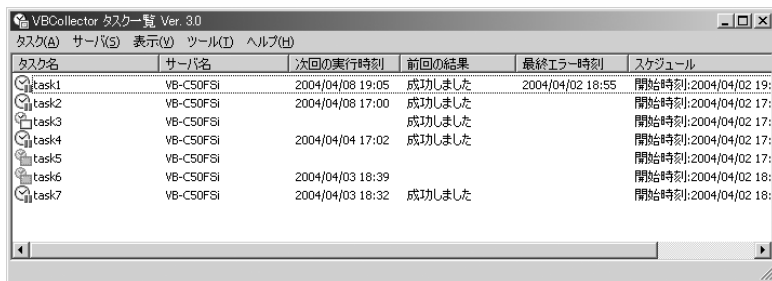 VBCollector タスク一覧 Ver. 3.0
タスク(A) サーバ(S) 表示(V) ツール(T) ヘルプ(H)
タスク名 サーバ名 次回の実行時刻 前回の結果 最終エラー時刻 スケジュール
task1 VB-C50FSi 2004/04/08 19:05 成功しました 2004/04/02 18:55 開始時刻:2004/04/02 19:
task2 VB-C50FSi 2004/04/08 17:00 成功しました 開始時刻:2004/04/02 17:
task3 VB-C50FSi 成功しました 開始時刻:2004/04/02 17:
task4 VB-C50FSi 2004/04/04 17:02 成功しました 開始時刻:2004/04/02 17:
task5 VB-C50FSi 開始時刻:2004/04/02 17:
task6 VB-C50FSi 2004/04/03 18:39 開始時刻:2004/04/02 18:
task7 VB-C50FSi 2004/04/03 18:32 成功しました 開始時刻:2004/04/02 18: